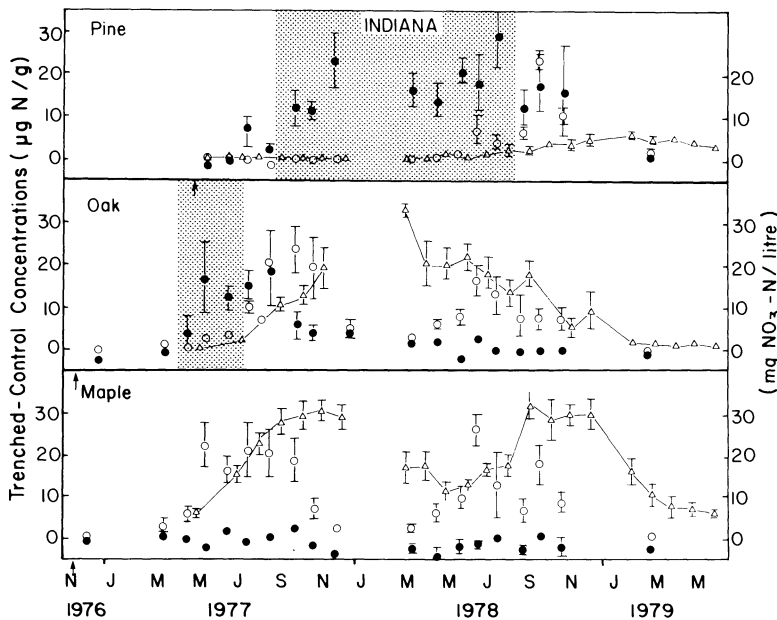 INDIANA
Pine
30
20
10
0
20
10
0
Oak
30
20
10
0
30
20
10
0
Maple
30
20
10
0
30
20
10
0
Trenched-Control Concentrations (µg N/g)
(mg NO3-N/litre)
N J M M J S N M M J S N J M M
1976 1977 1978 1979